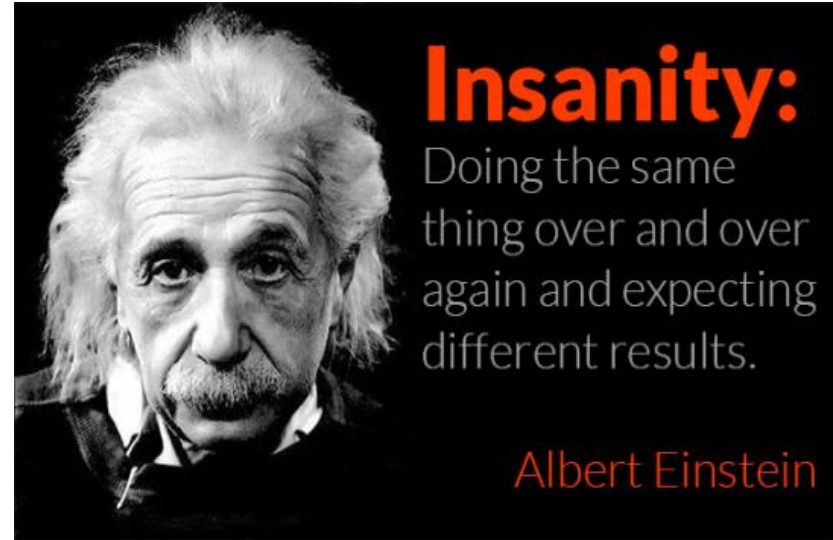 Insanity:
Doing the same
thing over and over
again and expecting
different results.
Albert Einstein